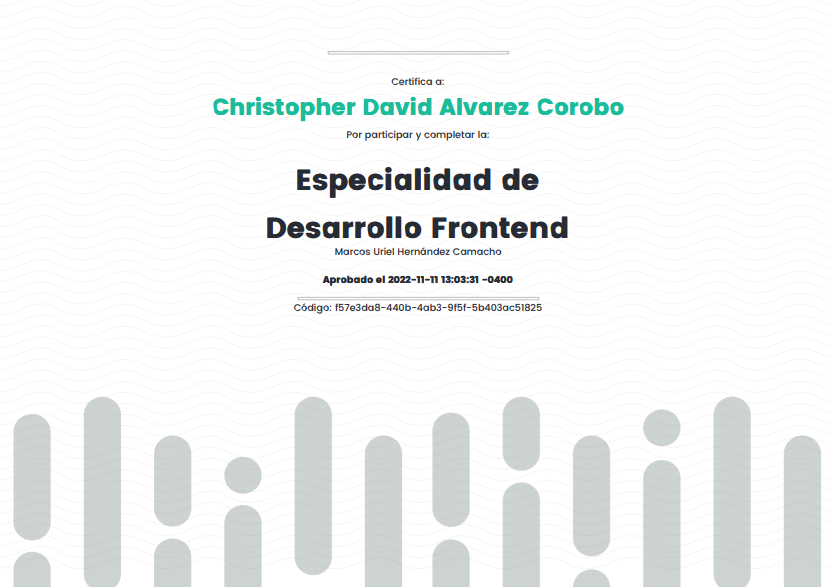 Certifica a:
Christopher David Alvarez Corobo
Por participar y completar la:
Especialidad de
Desarrollo Frontend
Marcos Uriel Hernández Camacho
Aprobado el 2022-11-11 13:03:31 -0400
Código: f57e3da8-440b-4ab3-9f5f-5b403ac51825